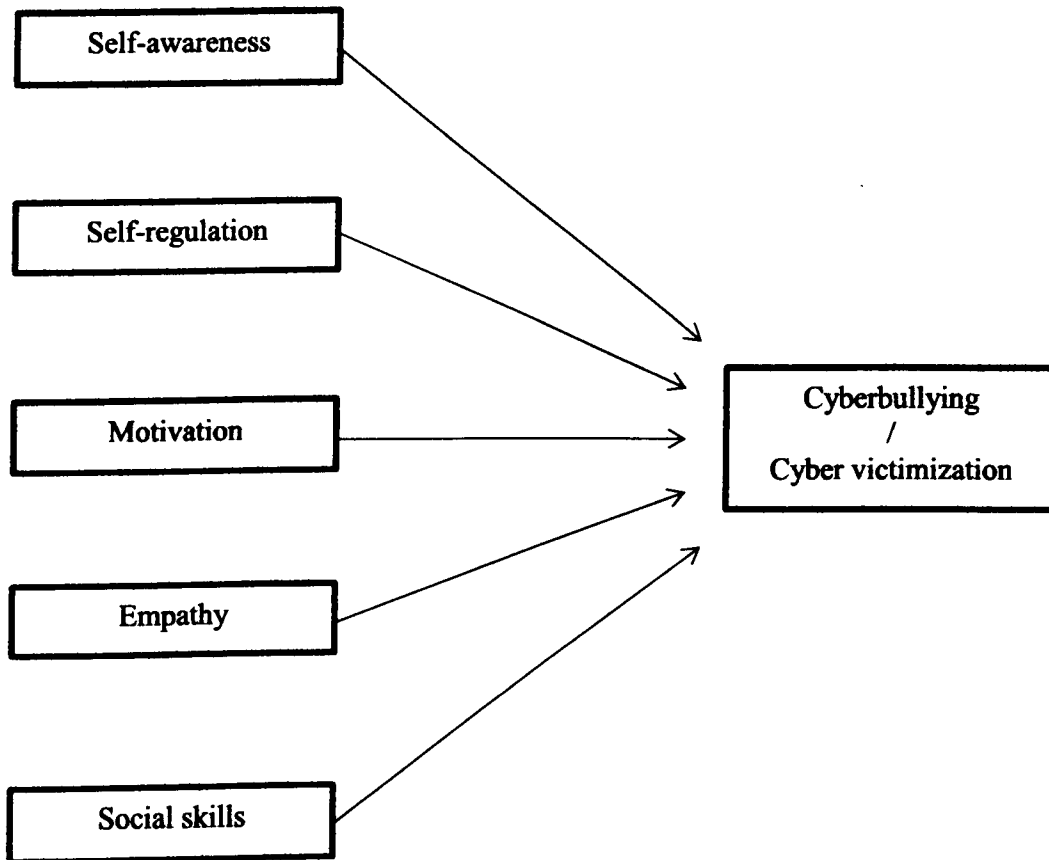 Self-awareness
Self-regulation
Motivation
Cyberbullying
/
Cyber victimization
Empathy
Social skills